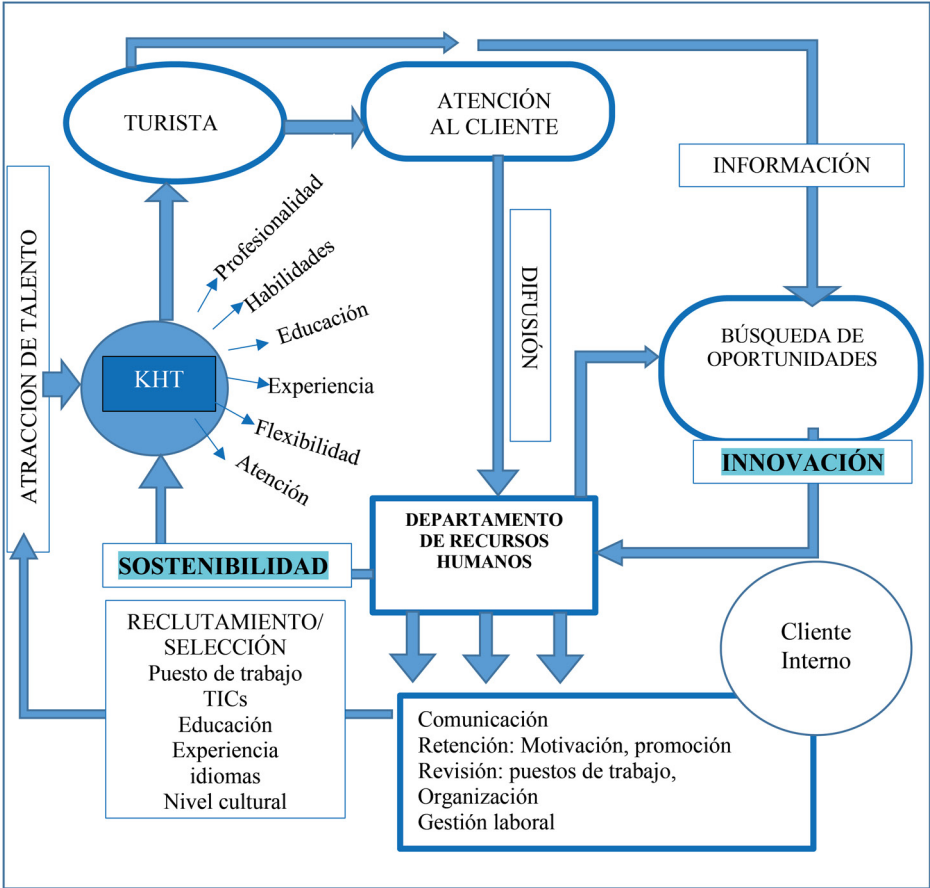 TURISTA
ATENCIÓN
AL CLIENTE
INFORMACIÓN
ATRACCION DE TALENTO
Profesionalidad
Habilidades
Educación
Experiencia
Flexibilidad
Atención
KHT
DIFUSIÓN
BÚSQUEDA DE
OPORTUNIDADES
INNOVACIÓN
DEPARTAMENTO
DE RECURSOS
HUMANOS
SOSTENIBILIDAD
RECLUTAMIENTO/
SELECCIÓN
Puesto de trabajo
TICs
Educación
Experiencia
idiomas
Nivel cultural
Cliente
Interno
Comunicación
Retención: Motivación, promoción
Revisión: puestos de trabajo,
Organización
Gestión laboral